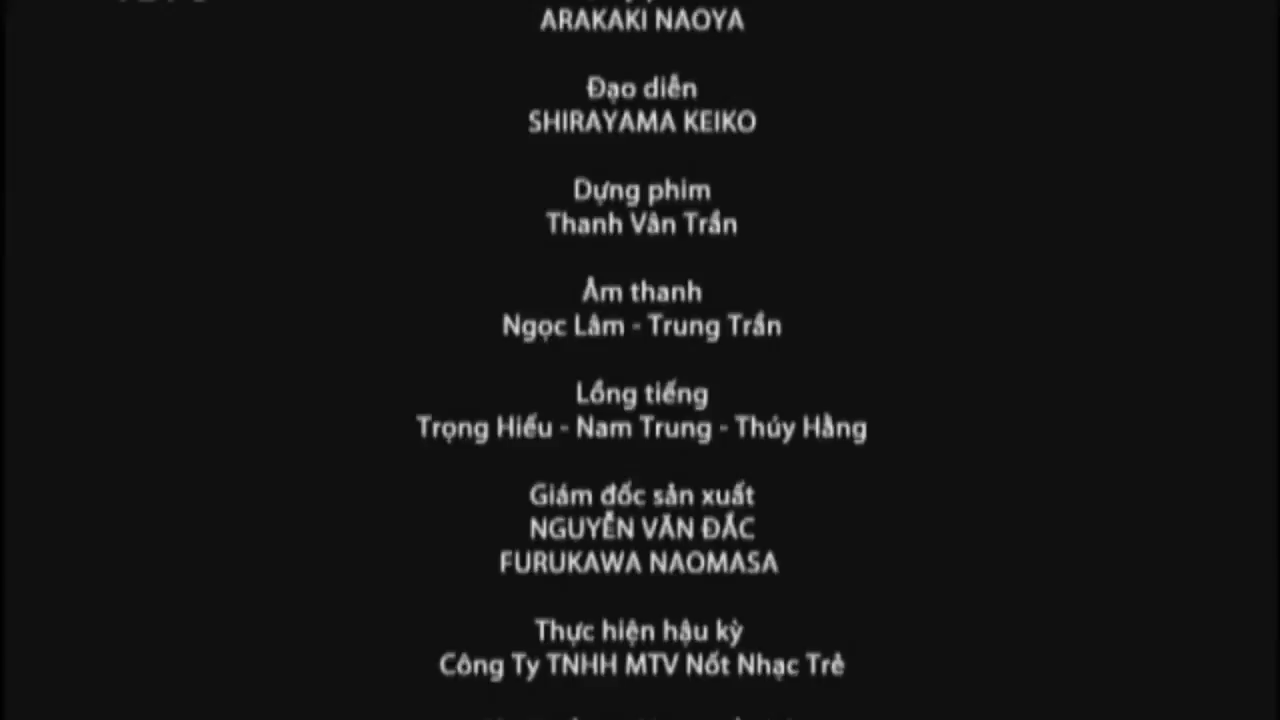 ARAKAKI NAOYA
Đạo diễn
SHIRAYAMA KEIKO
Dựng phim
Thanh Vân Trần
Âm thanh
Ngọc Lâm - Trung Trần
Lồng tiếng
Trọng Hiếu - Nam Trung - Thúy Hằng
Giám đốc sản xuất
NGUYỄN VĂN ĐẮC
FURUKAWA NAOMASA
Thực hiện hậu kỳ
Công Ty TNHH MTV Nốt Nhạc Trẻ